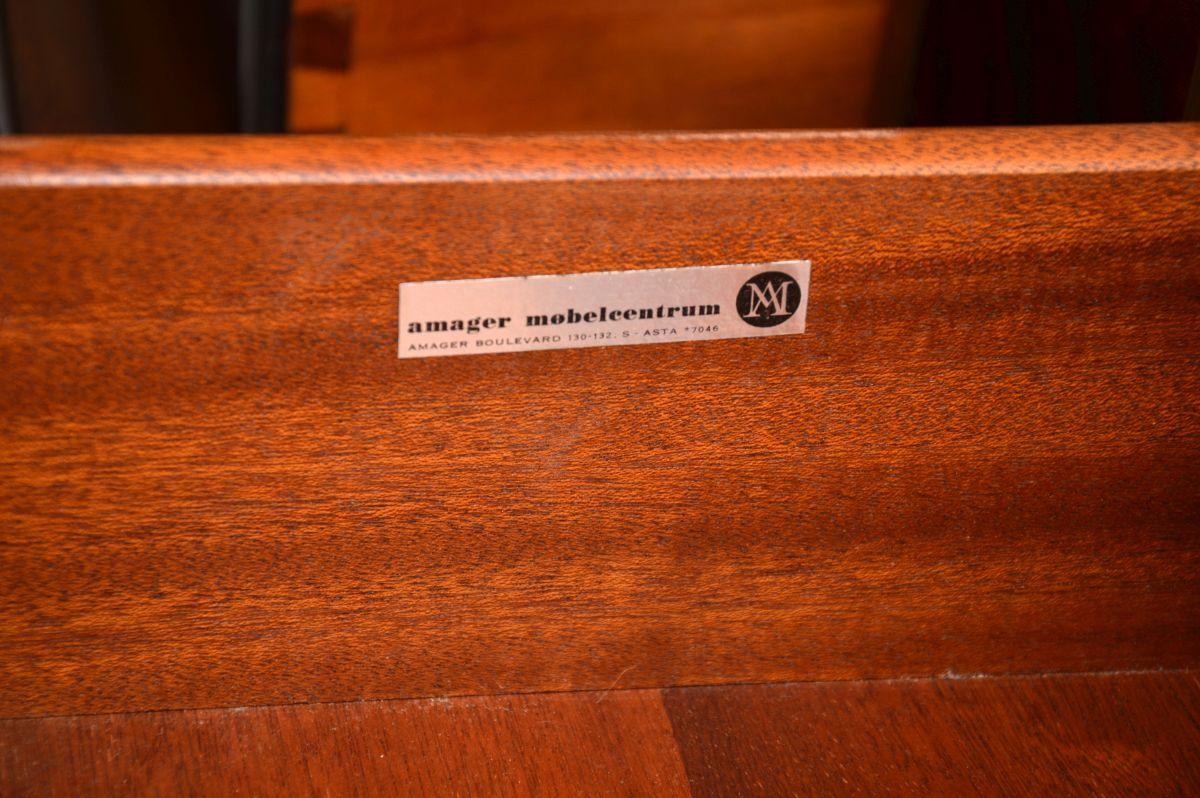 amager møbelcentrum
AMAGER BOULEVARD 130-132. S - ASTA *7046
AM